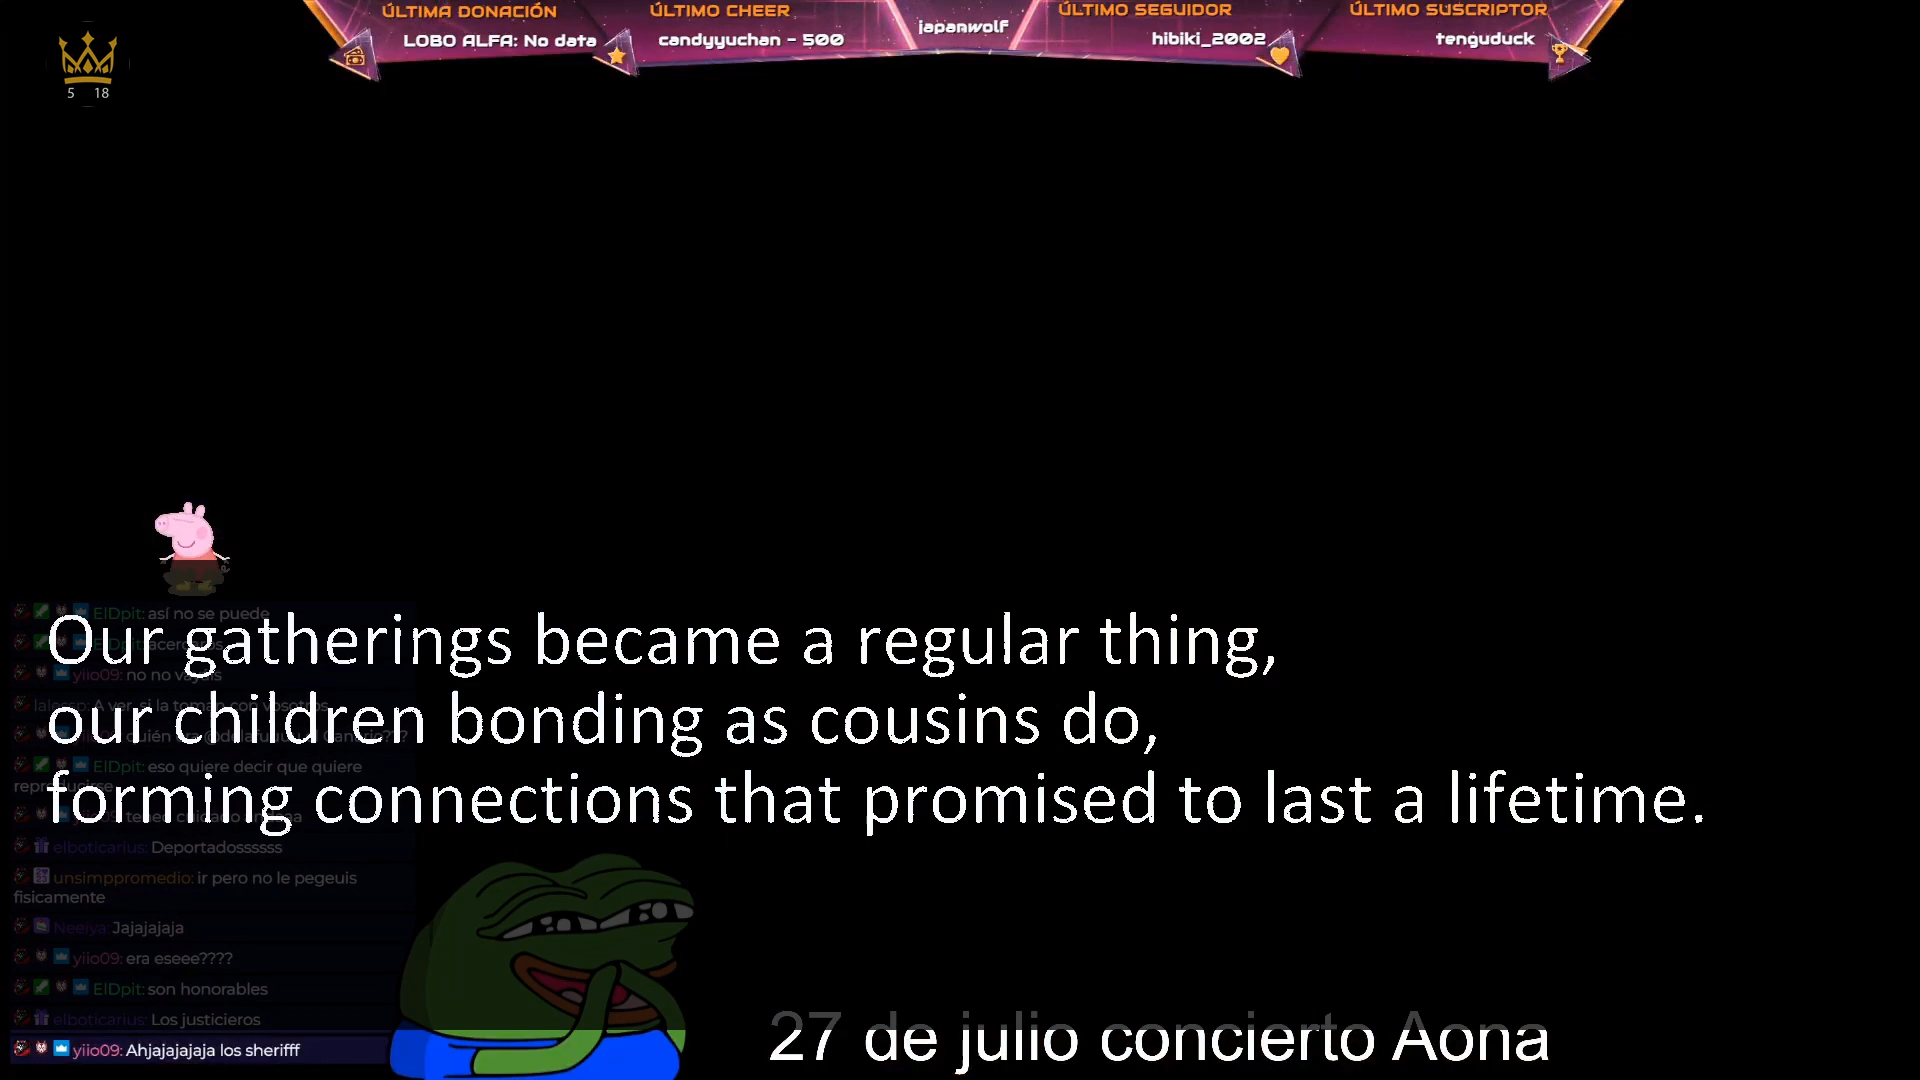 ÚLTIMA DONACIÓN
LOBO ALFA: No data
ÚLTIMO CHEER
candyyuchan - 500
japanwolf
ÚLTIMO SEGUIDOR
hibiki_2002
ÚLTIMO SUSCRIPTOR
tenguduck
5 18
ElDpit: así no se puede
Our gatherings became a regular thing,
yiio09: no no vayáis
our children bonding as cousins do,
ElDpit: eso quiere decir que quiere
forming connections that promised to last a lifetime.
elboticarius: Deportadossssss
unsimppromedio: ir pero no le pegeuis
fisicamente
Neeiya: Jajajajaja
yiio09: era eseee????
ElDpit: son honorables
elboticarius: Los justicieros
yiio09: Ahjajajajaja los sherifff
27 de julio concierto Aona